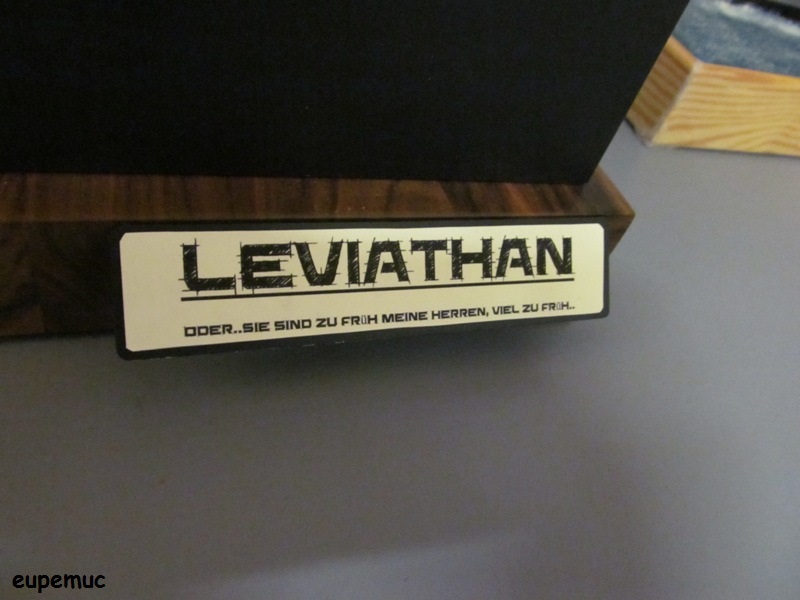 LEVIATHAN
ODER..SIE SIND ZU FRÜH MEINE HERREN, VIEL ZU FRÜH..
eupemuc